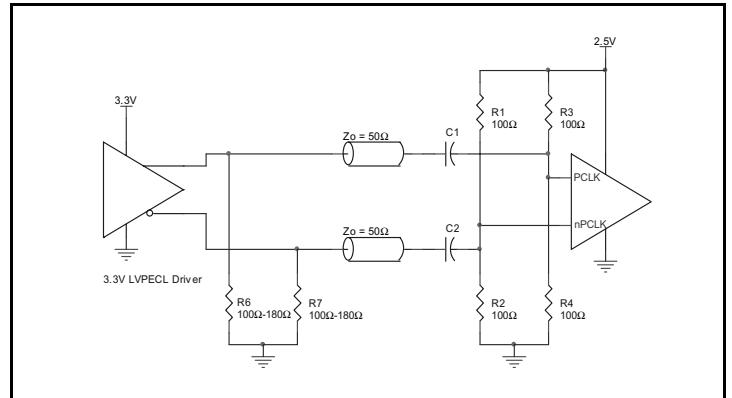 2.5V
3.3V
R1
100Ω
R3
100Ω
Zo = 50Ω
C1
PCLK
nPCLK
Zo = 50Ω
C2
3.3V LVPECL Driver
R6
100Ω-180Ω
R7
100Ω-180Ω
R2
100Ω
R4
100Ω